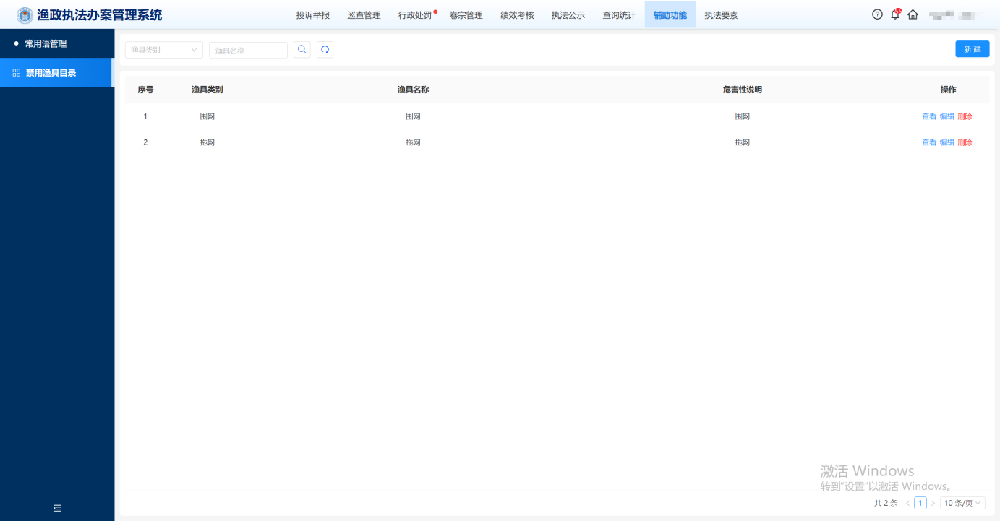 渔政执法办案管理系统 投诉举报 巡查管理 行政处罚 卷宗管理 绩效考核 执法公示 查询统计 辅助功能 执法要素
常用语管理
禁用渔具目录
渔具类别 渔具名称 新 建
序号 渔具类别 渔具名称 危害性说明 操作
1 围网 围网 围网 查看 编辑 删除
2 拖网 拖网 拖网 查看 编辑 删除
激活 Windows
转到"设置"以激活 Windows。
共 2 条 < 1 > 10 条/页